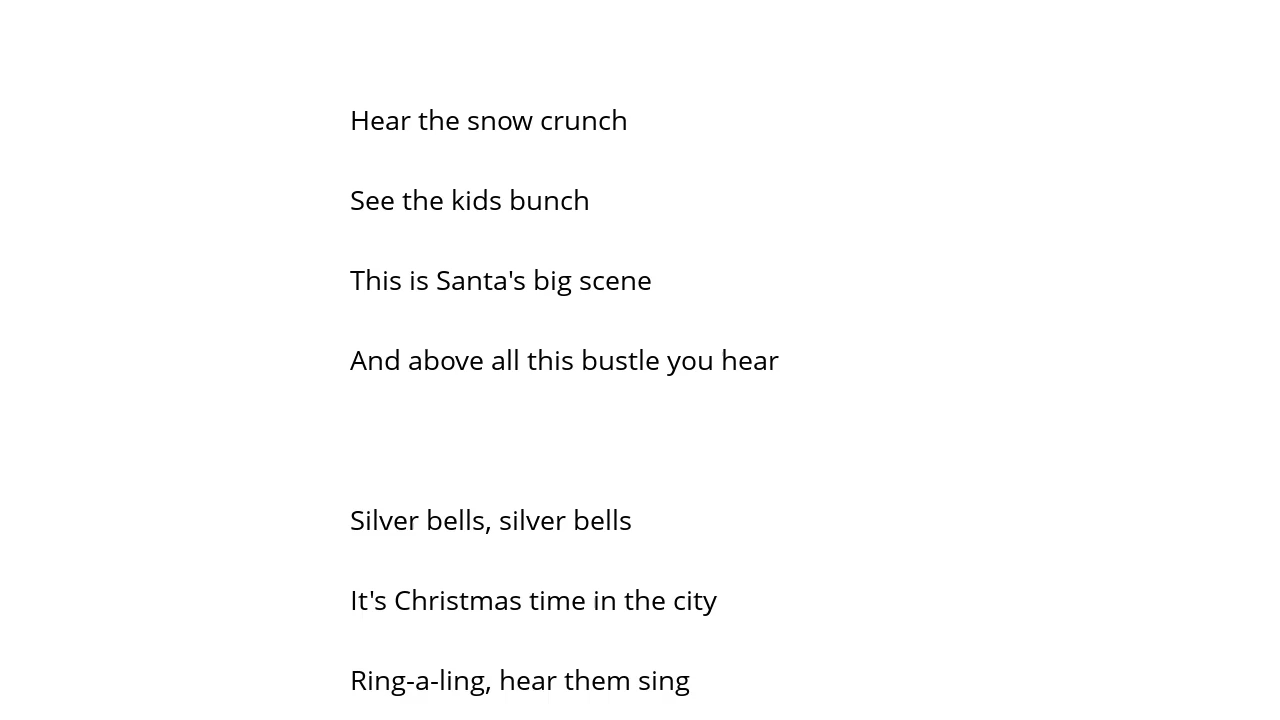 Hear the snow crunch
See the kids bunch
This is Santa's big scene
And above all this bustle you hear
Silver bells, silver bells
It's Christmas time in the city
Ring-a-ling, hear them sing